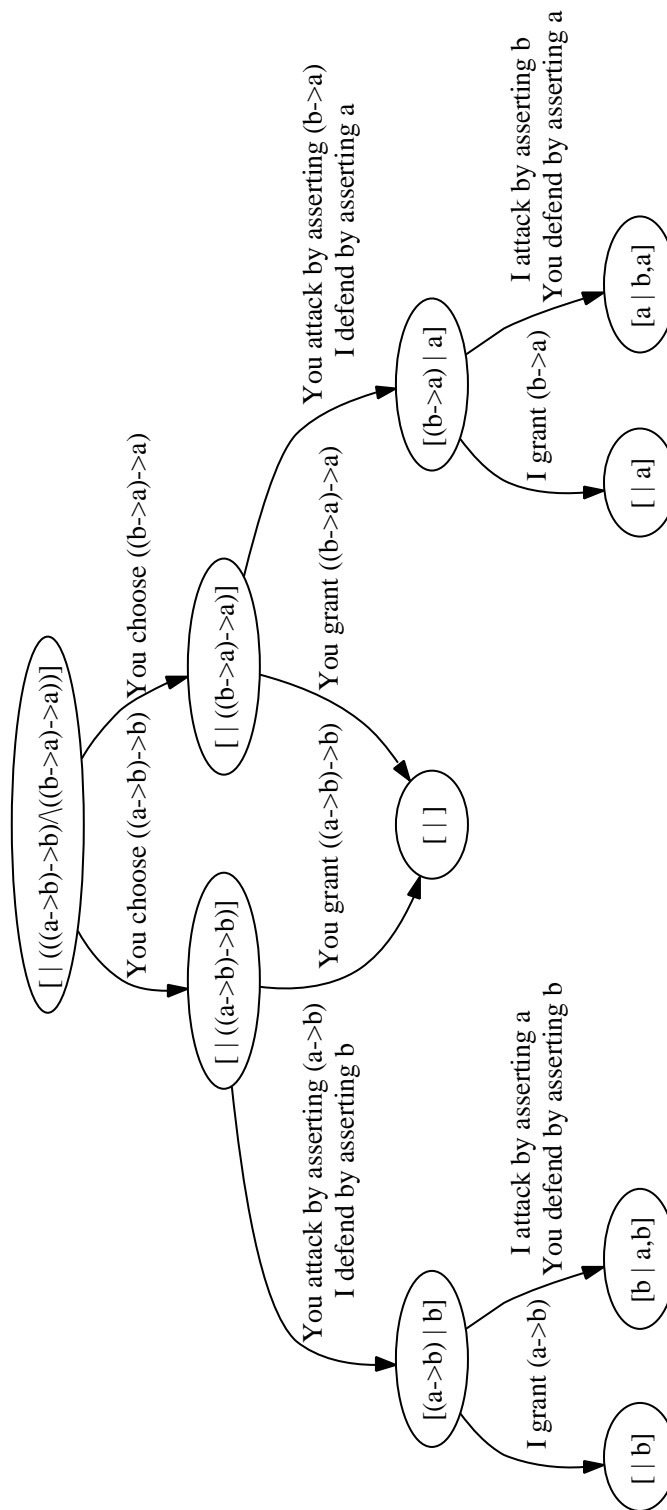 [ | (((a->b)->b)/\((b->a)->a))]
You choose ((a->b)->b)
You choose ((b->a)->a)
[ | ((a->b)->b)]
[ | ((b->a)->a)]
You attack by asserting (a->b)
I defend by asserting b
You grant ((a->b)->b)
You grant ((b->a)->a)
You attack by asserting (b->a)
I defend by asserting a
[(a->b) | b]
[ | ]
[(b->a) | a]
I grant (a->b)
I attack by asserting a
You defend by asserting b
I grant (b->a)
I attack by asserting b
You defend by asserting a
[ | b]
[b | a,b]
[ | a]
[a | b,a]